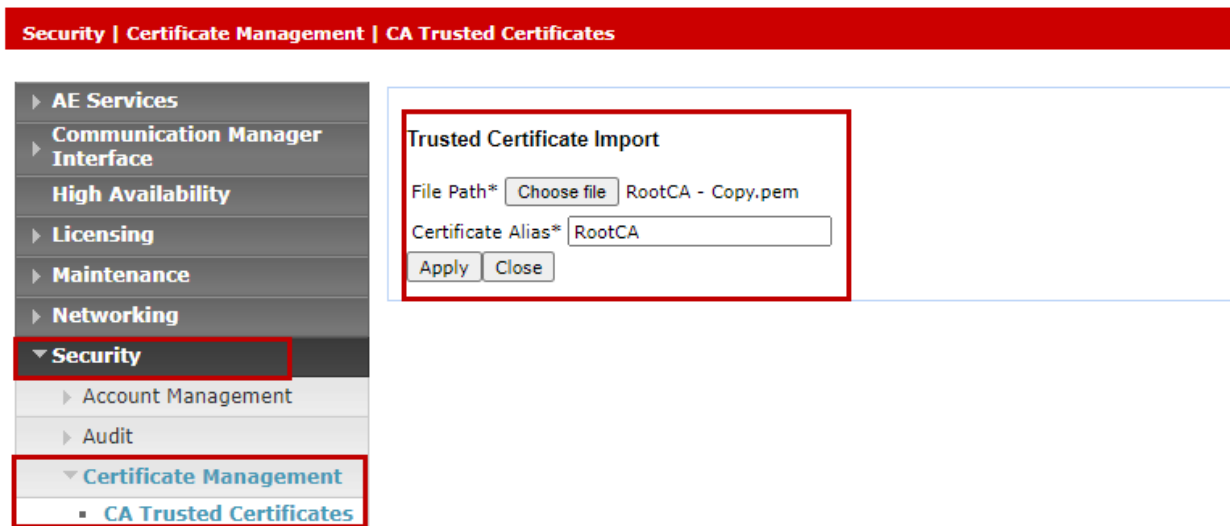 Security | Certificate Management | CA Trusted Certificates
AE Services
Communication Manager
Interface
High Availability
Licensing
Maintenance
Networking
Security
Account Management
Audit
Certificate Management
CA Trusted Certificates
Trusted Certificate Import
File Path* Choose file RootCA - Copy.pem
Certificate Alias* RootCA
Apply Close